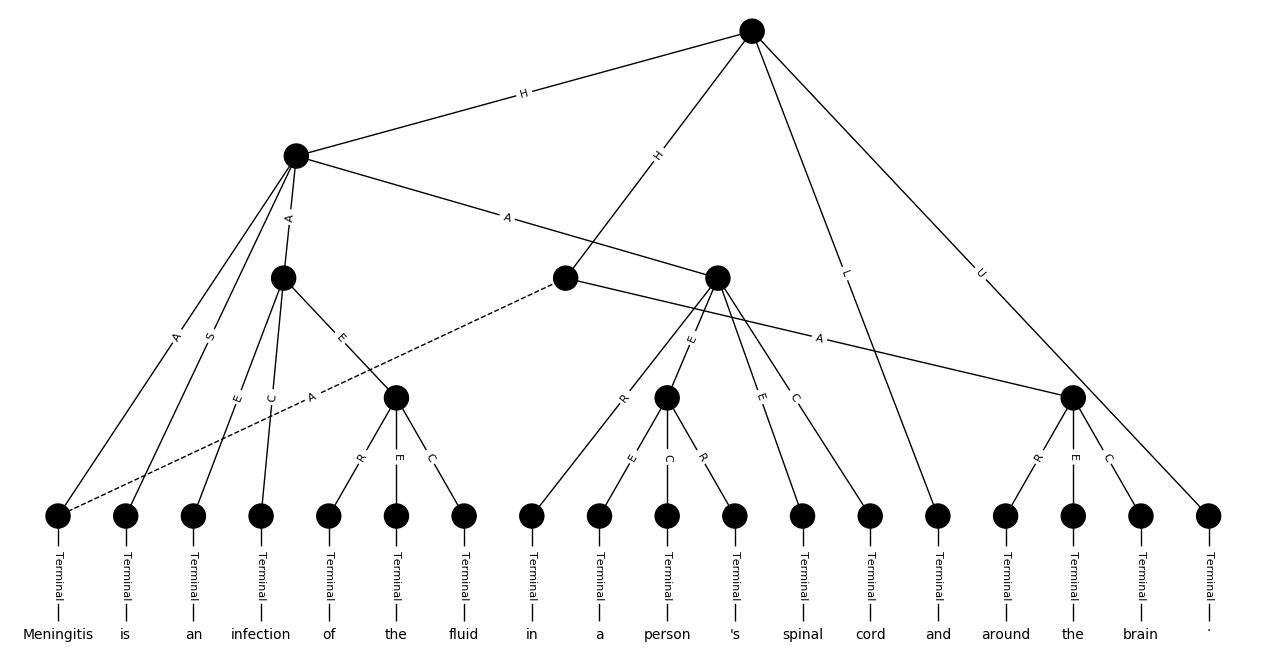 H
H
A
A
L
U
A
S
E
E
A
R
E
C
A
E
C
R
E
C
E
C
R
E
C
R
R
E
C
Terminal Terminal Terminal Terminal Terminal Terminal Terminal Terminal Terminal Terminal Terminal Terminal Terminal Terminal Terminal Terminal Terminal Terminal
Meningitis is an infection of the fluid in a person 's spinal cord and around the brain .